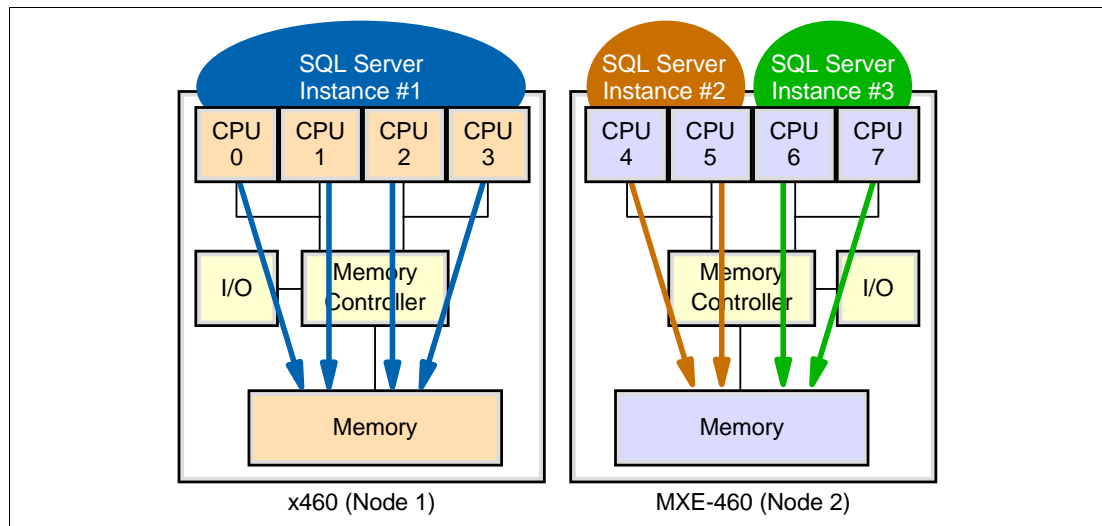 SQL Server
Instance #1
SQL Server
Instance #2
SQL Server
Instance #3
CPU
0
CPU
1
CPU
2
CPU
3
CPU
4
CPU
5
CPU
6
CPU
7
I/O
Memory
Controller
Memory
Controller
I/O
Memory
Memory
x460 (Node 1)
MXE-460 (Node 2)